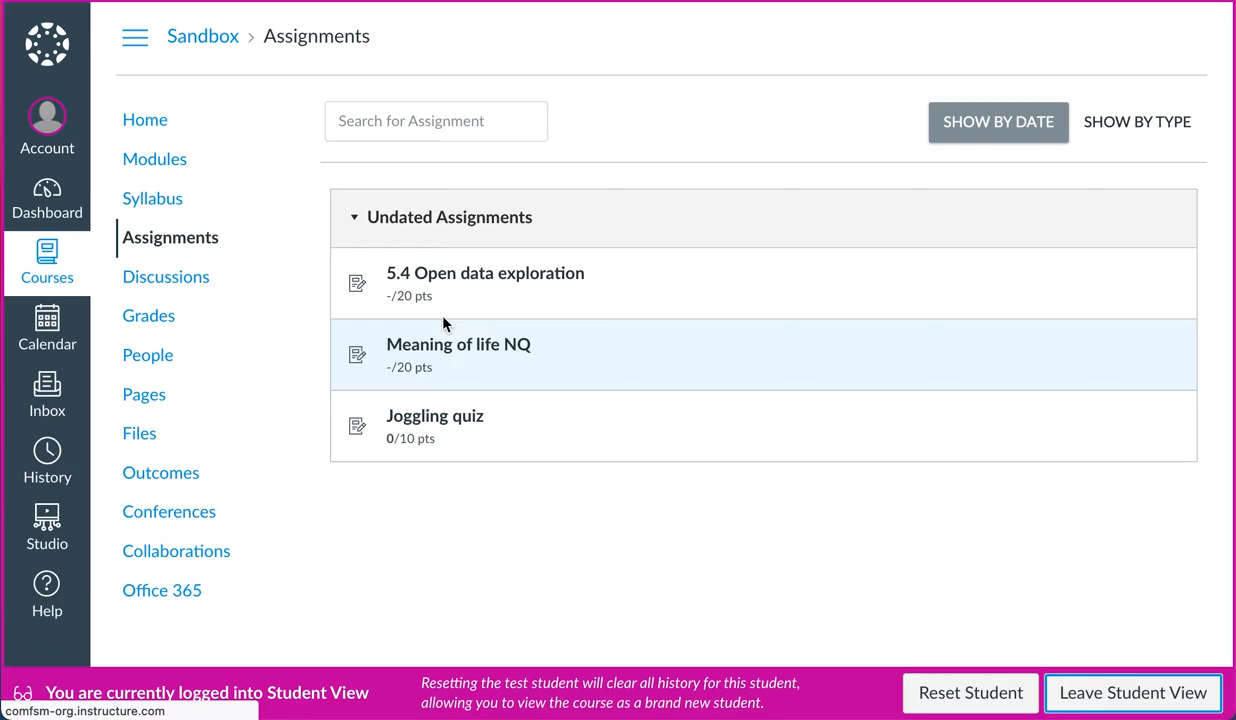 Sandbox › Assignments
Account
Dashboard
Courses
Calendar
Inbox
History
Studio
Help
Home
Modules
Syllabus
Assignments
Discussions
Grades
People
Pages
Files
Outcomes
Conferences
Collaborations
Office 365
Search for Assignment
SHOW BY DATE SHOW BY TYPE
Undated Assignments
5.4 Open data exploration
-/20 pts
Meaning of life NQ
-/20 pts
Joggling quiz
0/10 pts
You are currently logged into Student View
Resetting the test student will clear all history for this student,
allowing you to view the course as a brand new student.
Reset Student
Leave Student View
comfsm-org.instructure.com